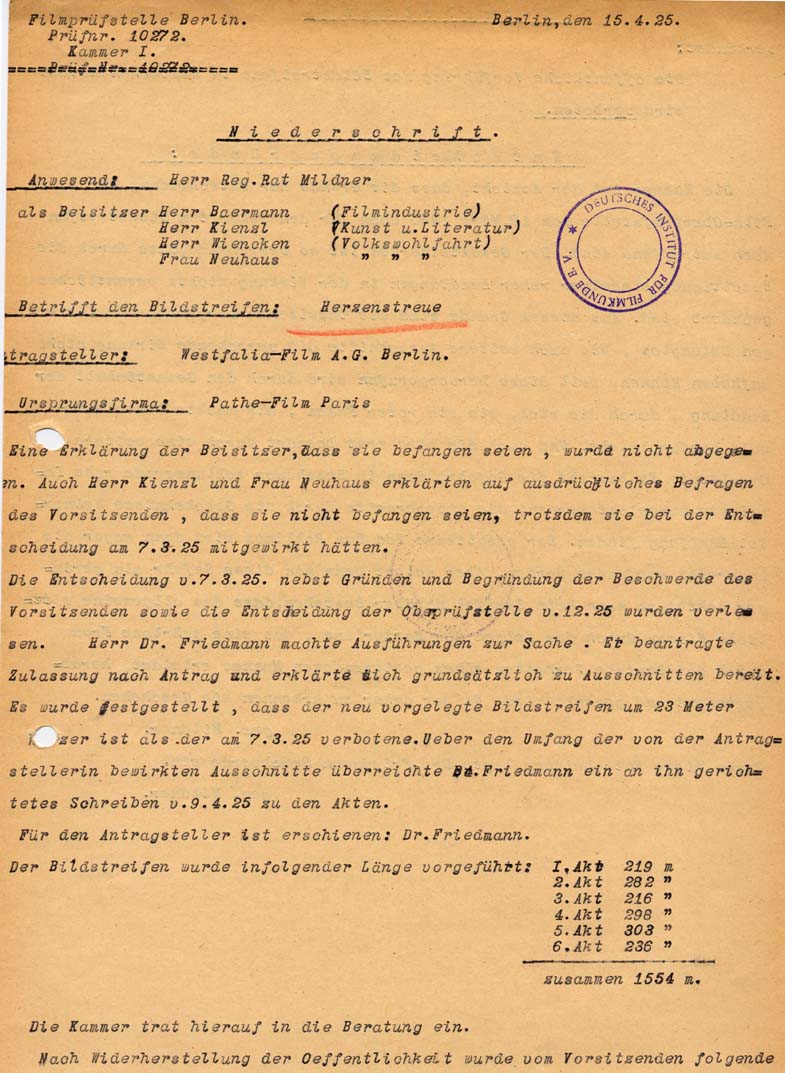 Filmprüfstelle Berlin.
Berlin, den 15.4.25.
Prüfnr. 10272.
Kammer I.
Prüf Nr. 10272
Niederschrift.
Anwesend: Herr Reg.Rat Mildner
als Beisitzer Herr Baermann (Filmindustrie)
Herr Kienzl (Kunst u.Literatur)
Herr Wiencken (Volkswohlfahrt)
Frau Neuhaus " " "
DEUTSCHES INSTITUT FÜR FILMKUNDE E.V. *
Betrifft den Bildstreifen: Herzenstreue
tragsteller: Westfalia-Film A.G. Berlin.
Ursprungsfirma: Pathe-Film Paris
Eine Erklärung der Beisitzer, dass sie befangen seien , wurde nicht abgege=
n. Auch Herr Kienzl und Frau Neuhaus erklärten auf ausdrückliches Befragen
des Vorsitzenden , dass sie nicht befangen seien, trotzdem sie bei der Ent=
scheidung am 7.3.25 mitgewirkt hätten.
Die Entscheidung v.7.3.25. nebst Gründen und Begründung der Beschwerde des
Vorsitzenden sowie die Entscheidung der Oberprüfstelle v.12.25 wurden verle=
sen. Herr Dr. Friedmann machte Ausführungen zur Sache . Er beantragte
Zulassung nach Antrag und erklärte sich grundsätzlich zu Ausschnitten bereit.
Es wurde festgestellt , dass der neu vorgelegte Bildstreifen um 23 Meter
k zer ist als der am 7.3.25 verbotene.Ueber den Umfang der von der Antrag=
stellerin bewirkten Ausschnitte überreichte Dr.Friedmann ein an ihn gerich=
tetes Schreiben v.9.4.25 zu den Akten.
Für den Antragsteller ist erschienen: Dr.Friedmann.
Der Bildstreifen wurde infolgender Länge vorgeführt: I.Akt 219 m
2.Akt 282 "
3.Akt 216 "
4.Akt 298 "
5.Akt 303 "
6.Akt 236 "
zusammen 1554 m.
Die Kammer trat hierauf in die Beratung ein.
Nach Widerherstellung der Oeffentlichkeit wurde vom Vorsitzenden folgende